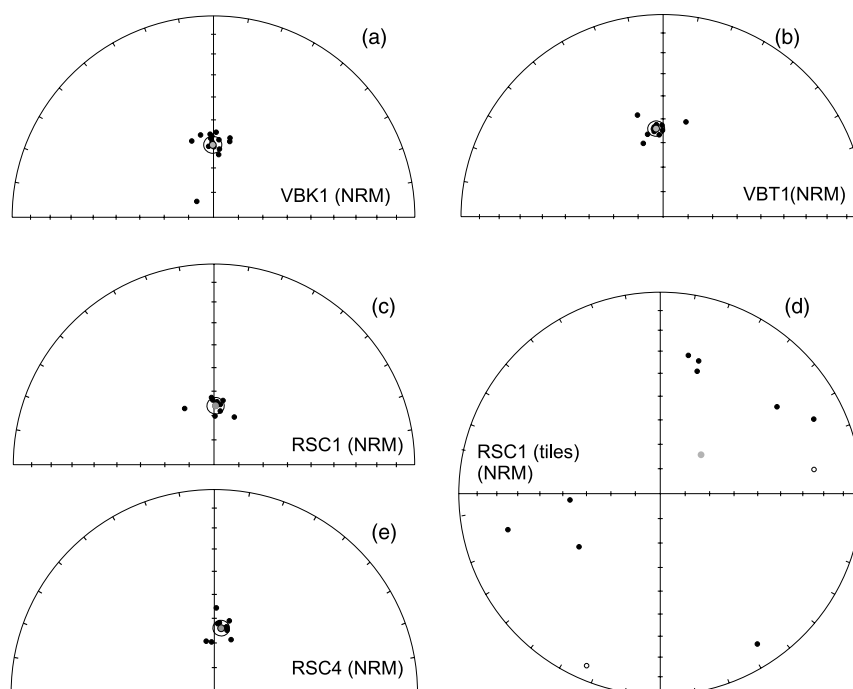 (a)
VBK1 (NRM)
(b)
VBT1(NRM)
(c)
RSC1 (NRM)
(d)
RSC1 (tiles)
(NRM)
(e)
RSC4 (NRM)